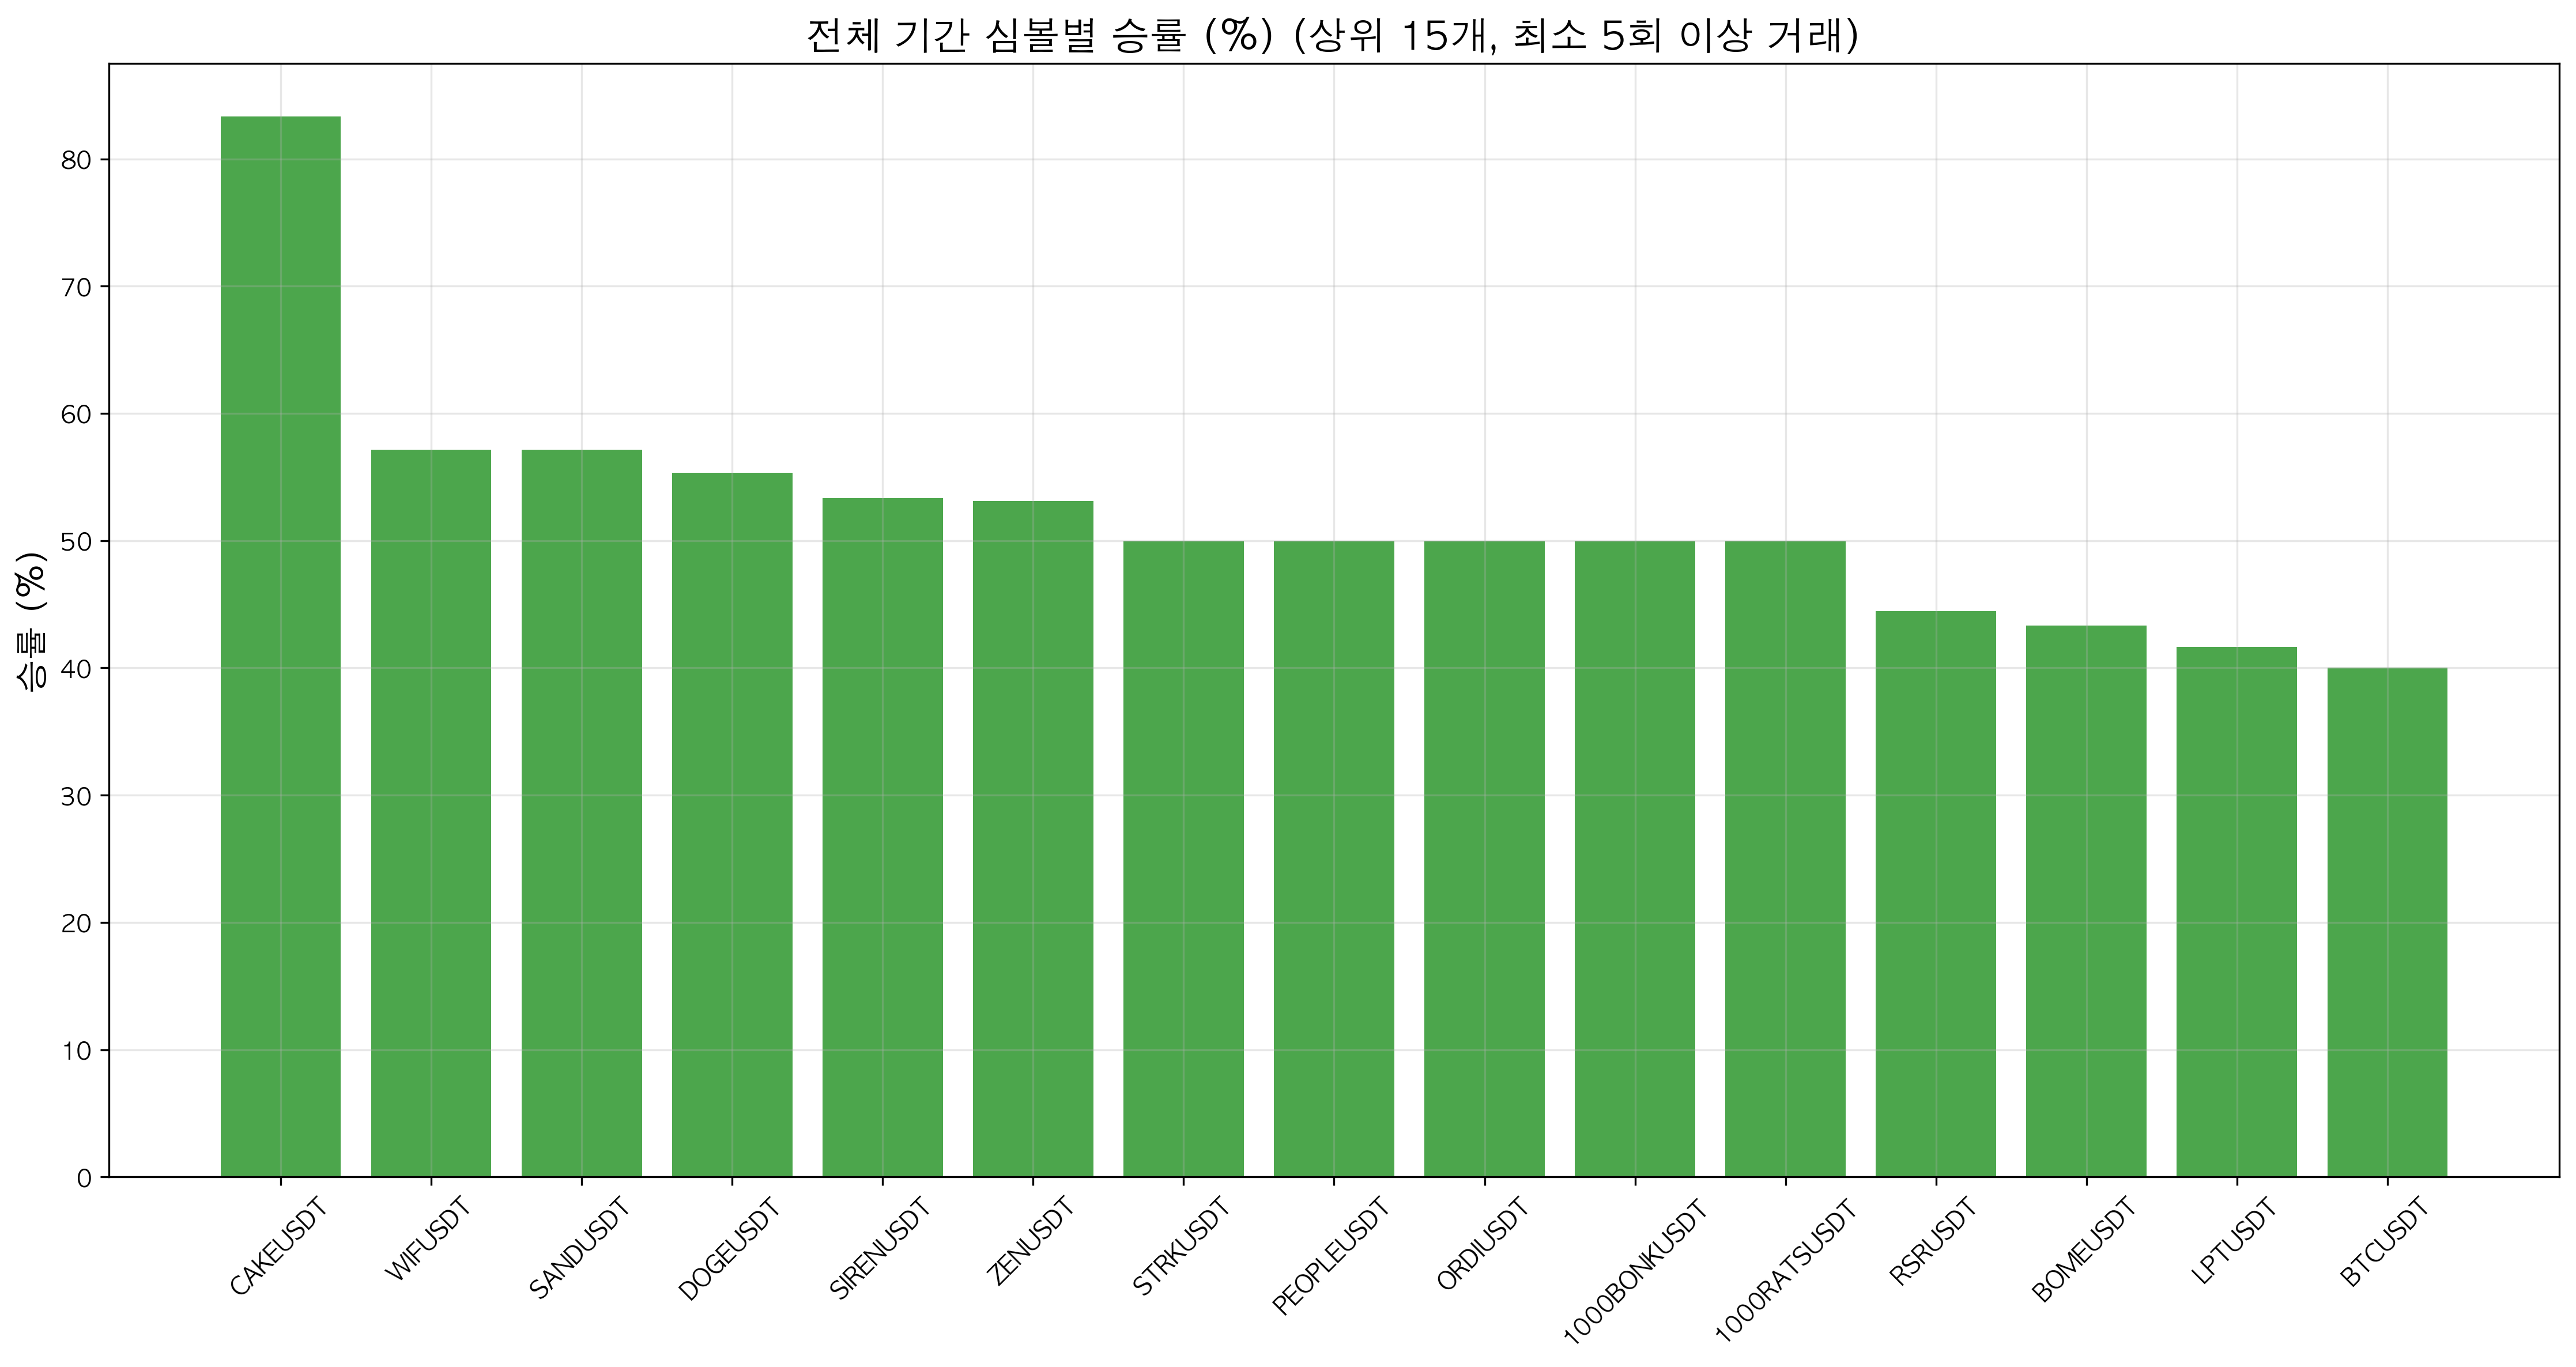 전체 기간 심볼별 승률 (%) (상위 15개, 최소 5회 이상 거래)
승률 (%)
80
70
60
50
40
30
20
10
0
CAKEUSDT
WIFUSDT
SANDUSDT
DOGEUSDT
SIRENUSDT
ZENUSDT
STRKUSDT
PEOPLEUSDT
ORDIUSDT
1000BONKUSDT
1000RATSUSDT
RSRUSDT
BOMEUSDT
LPTUSDT
BTCUSDT